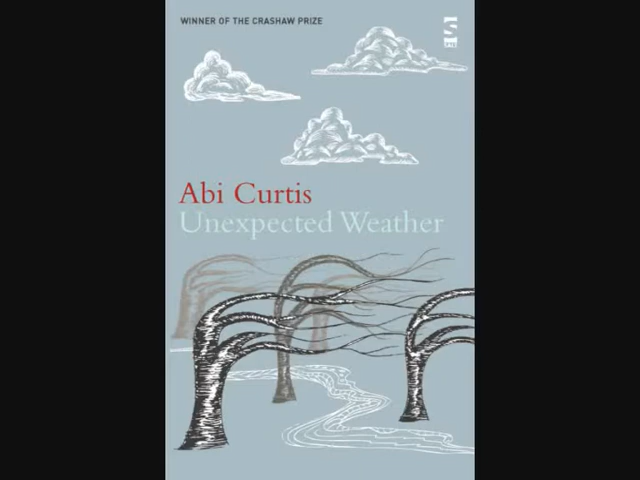 WINNER OF THE CRASHAW PRIZE
Abi Curtis
Unexpected Weather